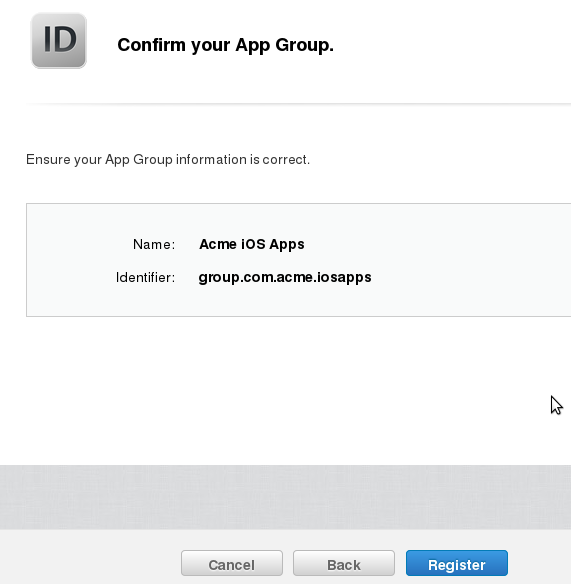 ID
Confirm your App Group.
Ensure your App Group information is correct.
Name: Acme iOS Apps
Identifier: group.com.acme.iosapps
Cancel Back Register